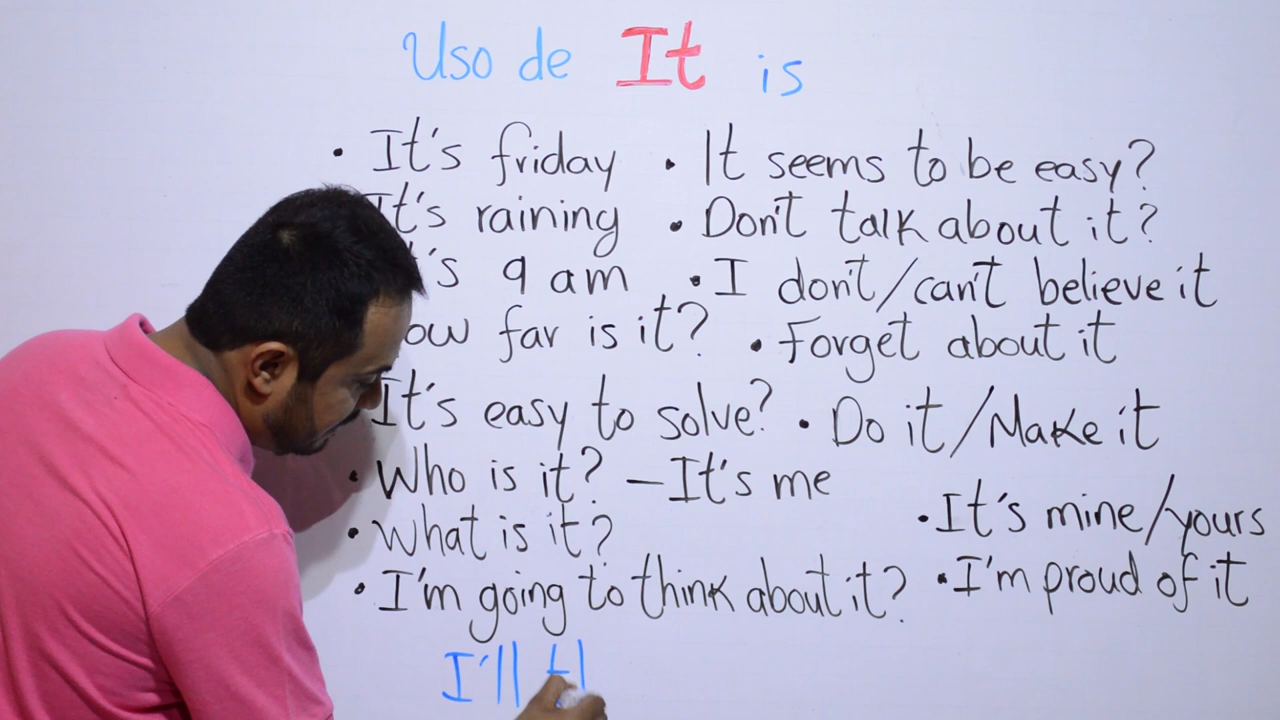 Uso de It is
• It's friday
It's raining
's 9 am
ow far is it?
It's easy to solve?
• Who is it? – It's me
• What is it?
• I'm going to think about it?
I'll
• It seems to be easy?
• Don't talk about it?
• I don't/can't believe it
• Forget about it
• Do it/Make it
• It's mine/yours
• I'm proud of it